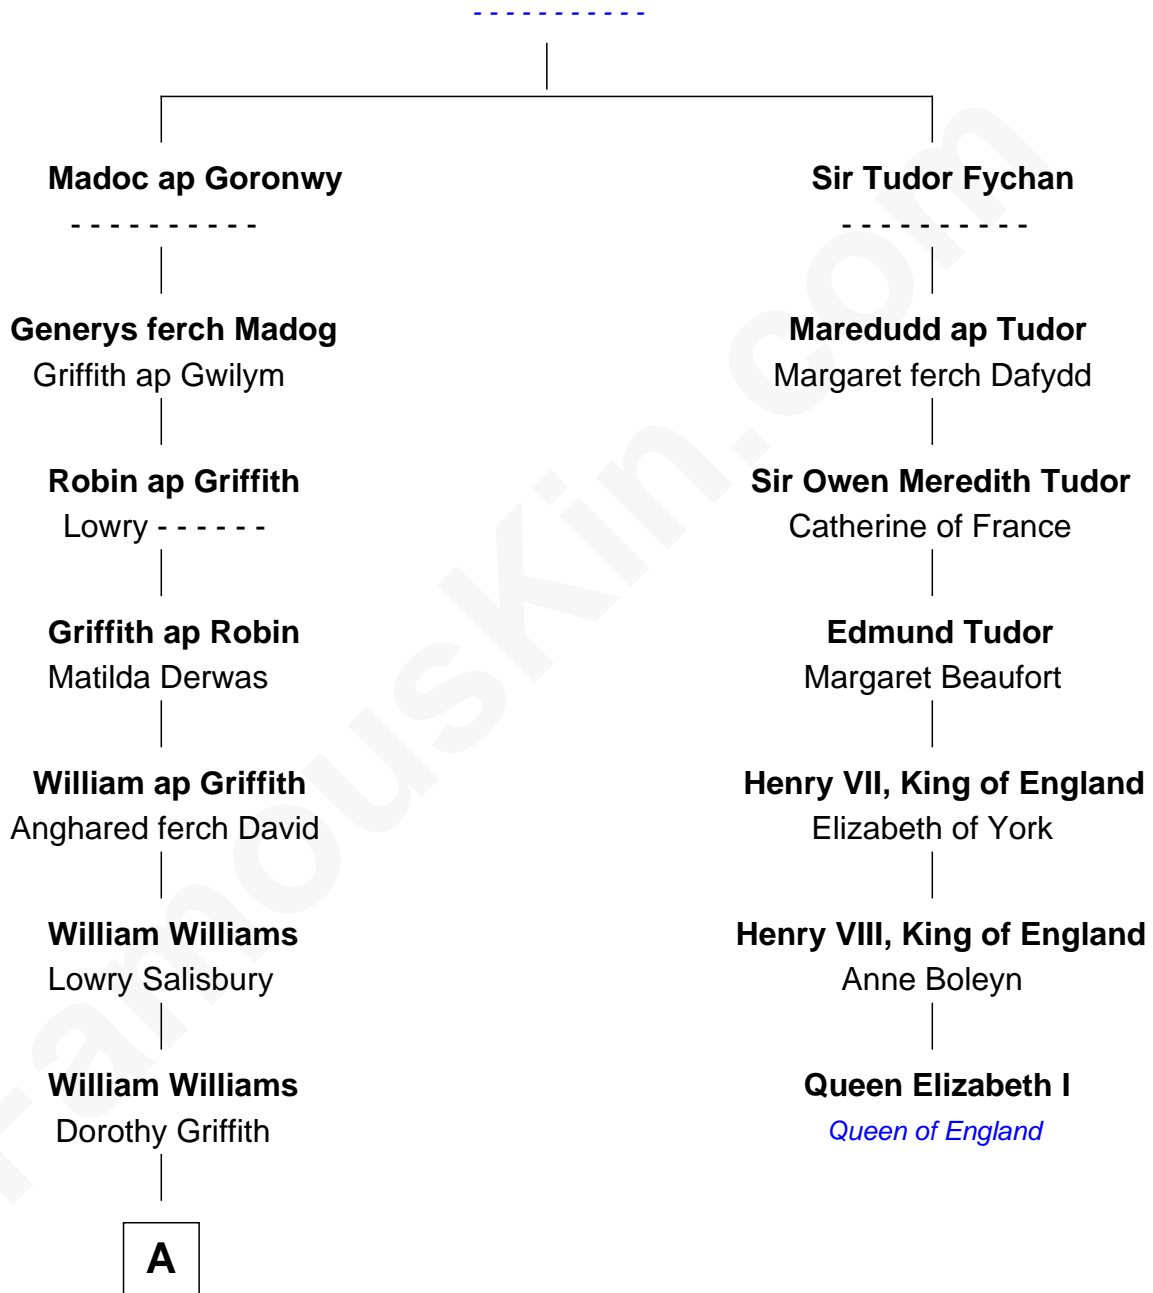 - - - - - - - - - - -
Madoc ap Goronwy
- - - - - - - - - -
Generys ferch Madog
Griffith ap Gwilym
Robin ap Griffith
Lowry - - - - - -
Griffith ap Robin
Matilda Derwas
William ap Griffith
Anghared ferch David
William Williams
Lowry Salisbury
William Williams
Dorothy Griffith
A
Sir Tudor Fychan
- - - - - - - - - -
Maredudd ap Tudor
Margaret ferch Dafydd
Sir Owen Meredith Tudor
Catherine of France
Edmund Tudor
Margaret Beaufort
Henry VII, King of England
Elizabeth of York
Henry VIII, King of England
Anne Boleyn
Queen Elizabeth I
Queen of England
FamousKin.com